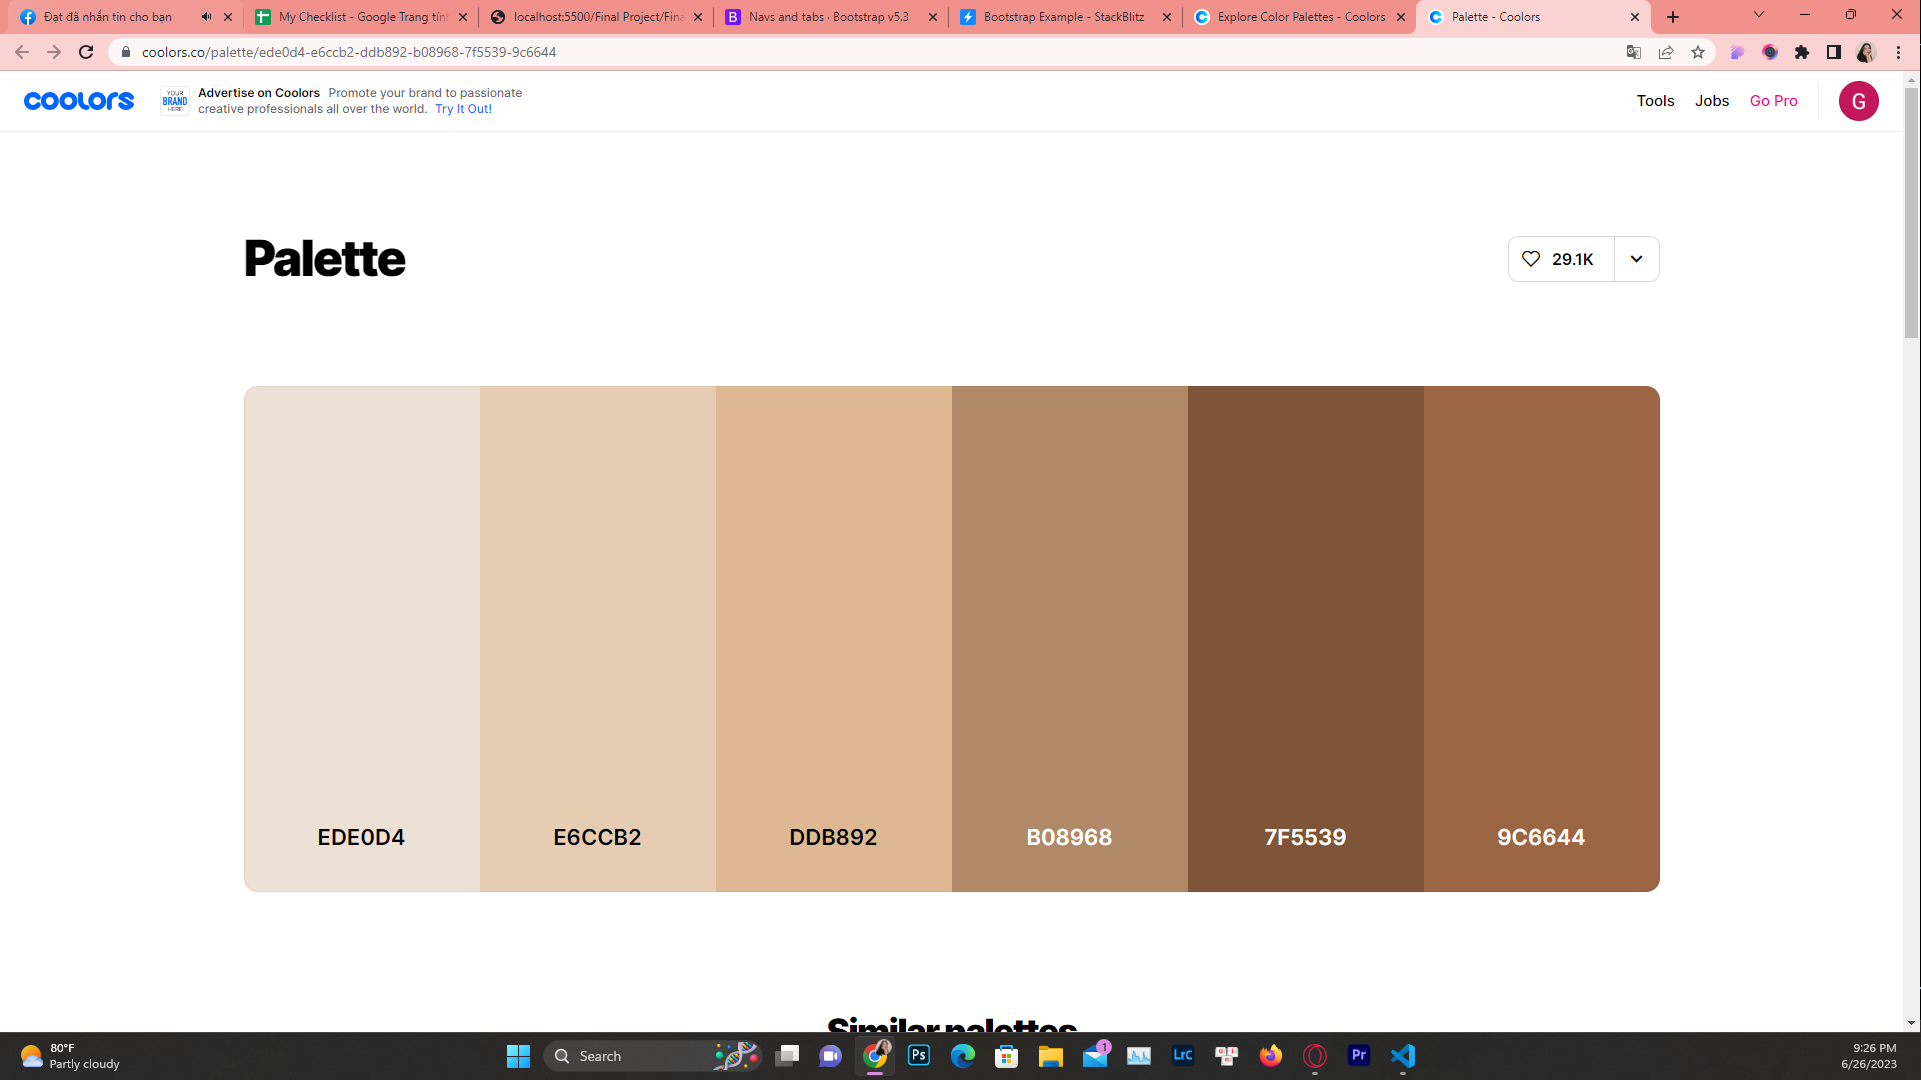 Đạt đã nhắn tin cho bạn
My Checklist - Google Trang tính
localhost:5500/Final Project/Fina
Navs and tabs · Bootstrap v5.3
Bootstrap Example - StackBlitz
Explore Color Palettes - Coolors
Palette - Coolors
coolors.co/palette/ede0d4-e6ccb2-ddb892-b08968-7f5539-9c6644
coolors
YOUR
BRAND
HERE
Advertise on Coolors Promote your brand to passionate
creative professionals all over the world. Try It Out!
Tools
Jobs
Go Pro
G
Palette
29.1K
EDE0D4
E6CCB2
DDB892
B08968
7F5539
9C6644
Similar palettes
80°F
Partly cloudy
Search
Ps
1
LrC
Pr
9:26 PM
6/26/2023